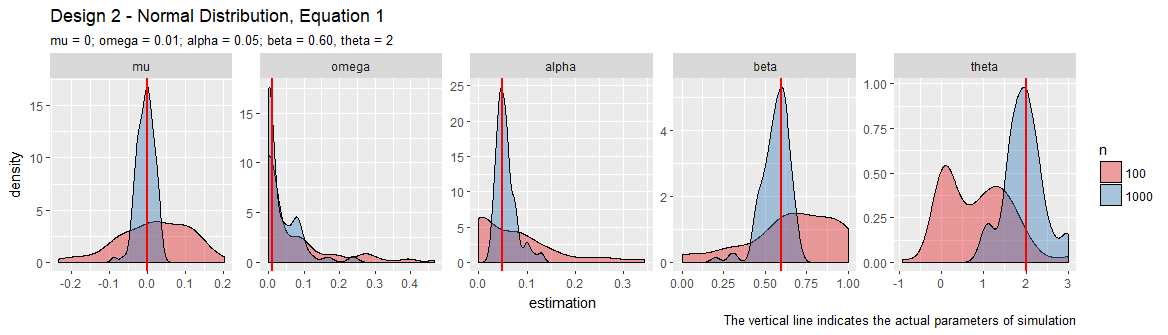 Design 2 - Normal Distribution, Equation 1
mu = 0; omega = 0.01; alpha = 0.05; beta = 0.60, theta = 2
mu
omega
alpha
beta
theta
density
15
10
5
0
-0.2 -0.1 0.0 0.1 0.2
15
10
5
0
0.0 0.1 0.2 0.3 0.4
25
20
15
10
5
0
0.0 0.1 0.2 0.3
4
2
0
0.00 0.25 0.50 0.75 1.00
1.00
0.75
0.50
0.25
0.00
-1 0 1 2 3
n
100
1000
estimation
The vertical line indicates the actual parameters of simulation